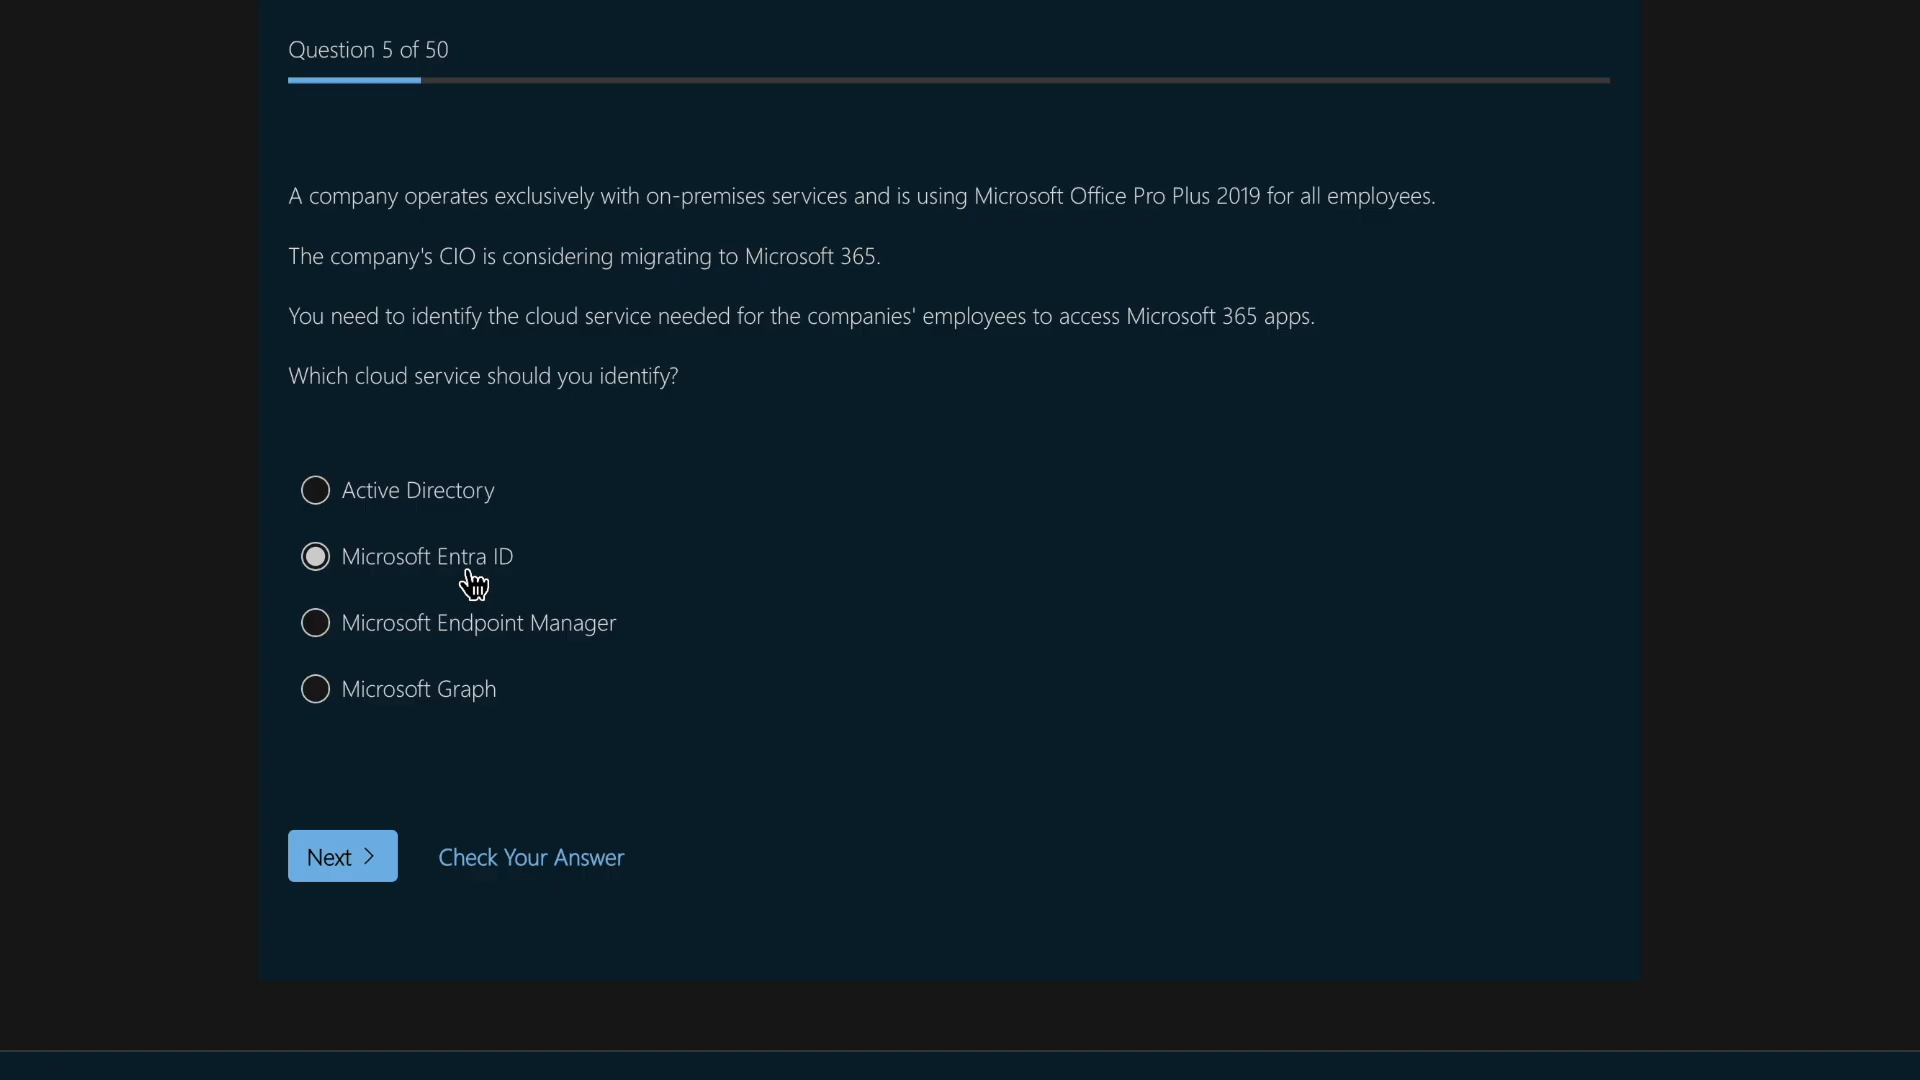 Question 5 of 50
A company operates exclusively with on-premises services and is using Microsoft Office Pro Plus 2019 for all employees.
The company's CIO is considering migrating to Microsoft 365.
You need to identify the cloud service needed for the companies' employees to access Microsoft 365 apps.
Which cloud service should you identify?
Active Directory
Microsoft Entra ID
Microsoft Endpoint Manager
Microsoft Graph
Next
Check Your Answer